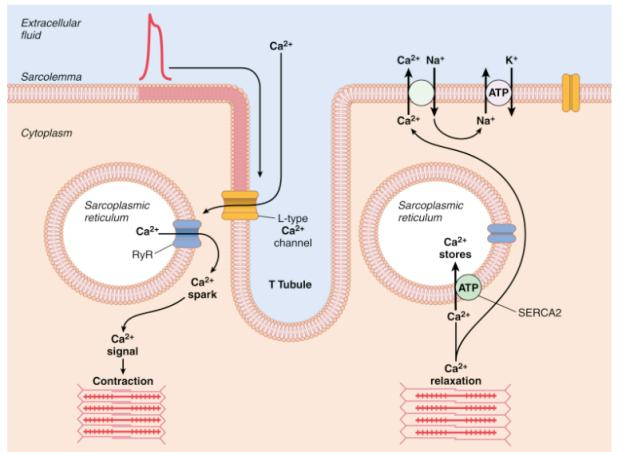 Extracellular
fluid
Ca²⁺
Ca²⁺ Na⁺
K⁺
Sarcolemma
ATP
Ca²⁺
Na⁺
Cytoplasm
Sarcoplasmic
reticulum
Ca²⁺
RyR
L-type
Ca²⁺
channel
Ca²⁺
spark
T Tubule
Ca²⁺
signal
Contraction
Sarcoplasmic
reticulum
Ca²⁺
stores
ATP
SERCA2
Ca²⁺
Ca²⁺
relaxation